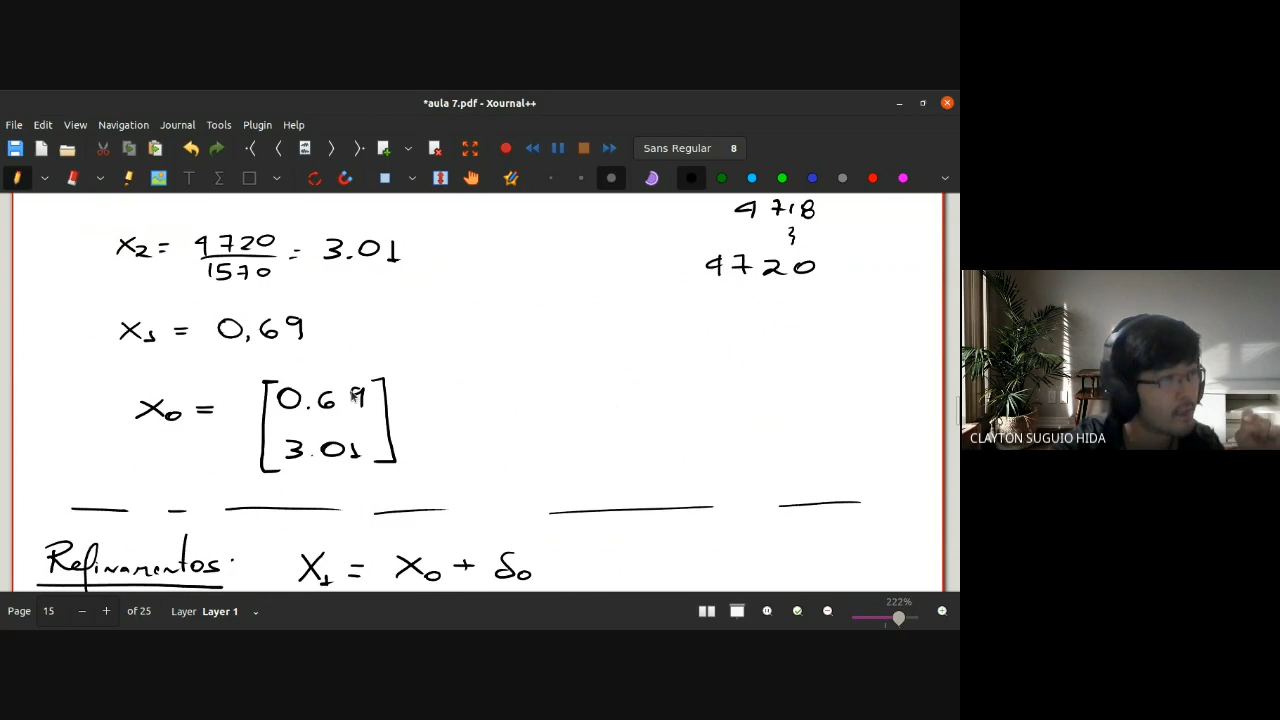 *aula 7.pdf - Xournal++
File Edit View Navigation Journal Tools Plugin Help
Sans Regular 8
4718
x2 = 4720/1570 = 3.01
4720
x1 = 0,69
x0 = [0.69
3.01]
CLAYTON SUGUIO HIDA
Refinamentos: X1 = X0 + δ0
Page 15 of 25 Layer Layer 1 222%